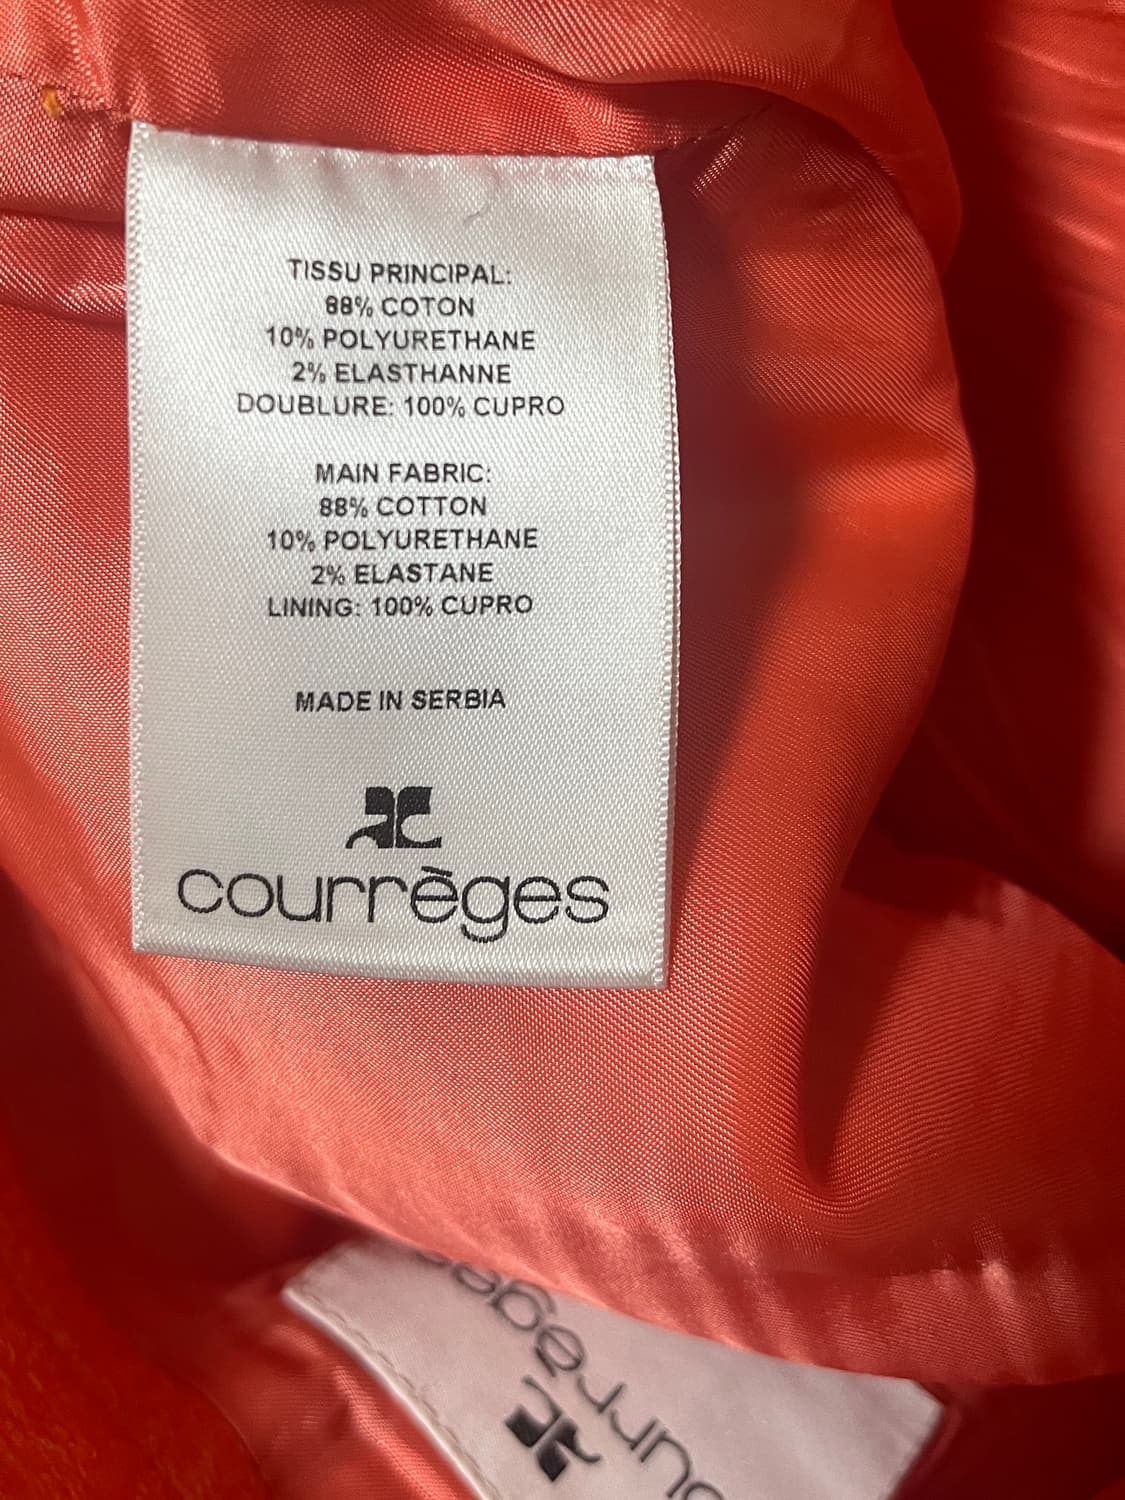 TISSU PRINCIPAL:
88% COTON
10% POLYURETHANE
2% ELASTHANNE
DOUBLURE: 100% CUPRO
MAIN FABRIC:
88% COTTON
10% POLYURETHANE
2% ELASTANE
LINING: 100% CUPRO
MADE IN SERBIA
courrèges